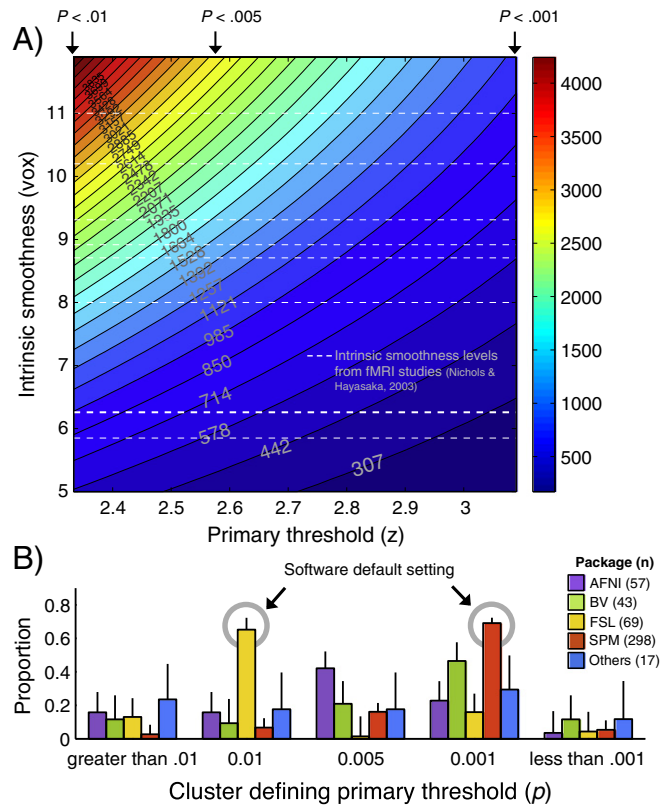 P < .01
P < .005
P < .001
A)
Intrinsic smoothness (vox)
11
10
9
8
7
6
5
1528
1392
1257
1121
985
850
714
578
442
307
Intrinsic smoothness levels
from fMRI studies (Nichols &
Hayasaka, 2003)
2.4
2.5
2.6
2.7
2.8
2.9
3
Primary threshold (z)
4000
3500
3000
2500
2000
1500
1000
500
B)
Software default setting
Package (n)
AFNI (57)
BV (43)
FSL (69)
SPM (298)
Others (17)
Proportion
0.8
0.6
0.4
0.2
0
greater than .01
0.01
0.005
0.001
less than .001
Cluster defining primary threshold (p)